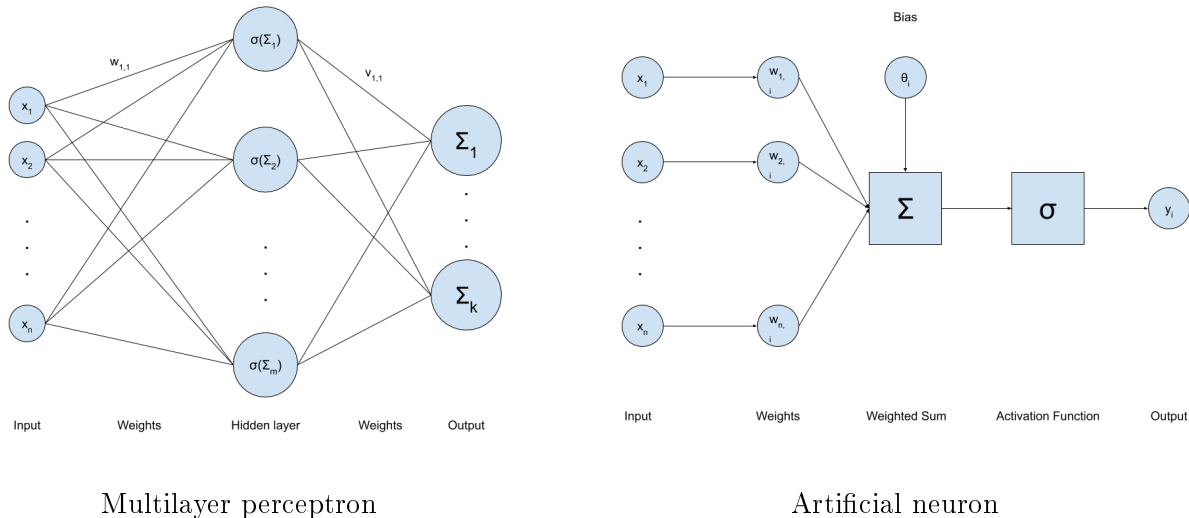 w1,1
v1,1
x1
x2
.
.
.
xn
σ(Σ1)
σ(Σ2)
.
.
.
σ(Σm)
Σ1
.
.
.
Σk
Input
Weights
Hidden layer
Weights
Output
Multilayer perceptron
Bias
x1
w1,
i
θi
x2
w2,
i
Σ
σ
yi
.
.
.
.
.
.
xn
wn,
i
Input
Weights
Weighted Sum
Activation Function
Output
Artificial neuron